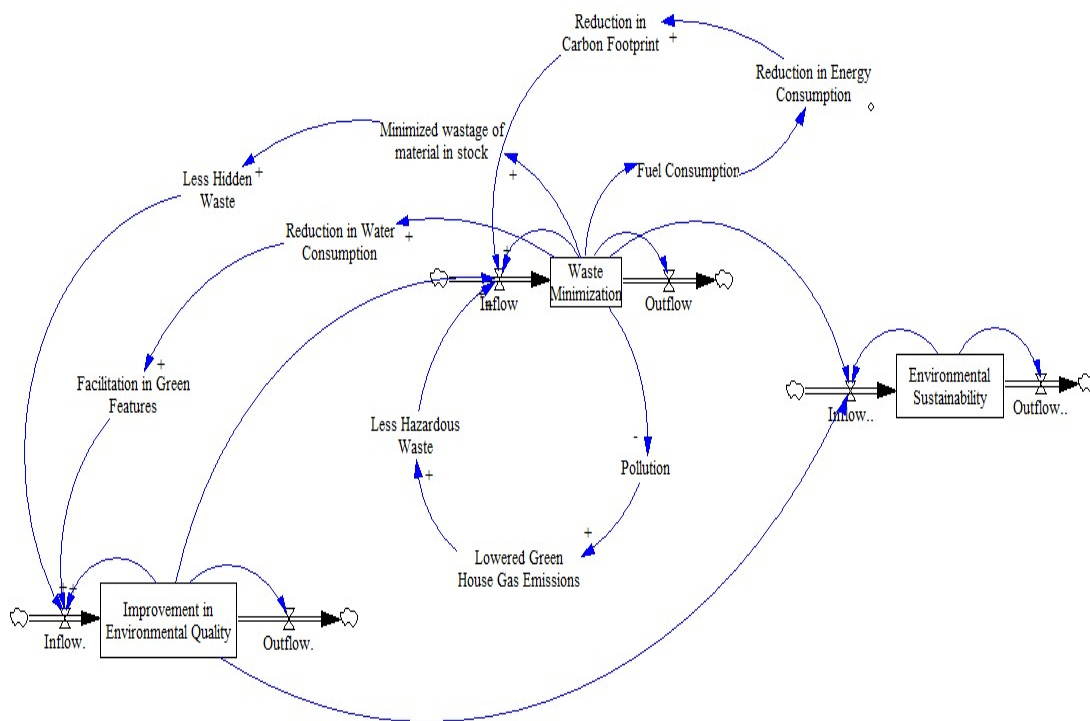 Reduction in
Carbon Footprint
+
Reduction in Energy
Consumption
Minimized wastage of
material in stock
+
Fuel Consumption
Less Hidden
Waste
+
Reduction in Water
Consumption
+
+
Waste
Minimization
Inflow
+
Outflow
Facilitation in Green
Features
+
Environmental
Sustainability
Inflow..
Outflow..
Less Hazardous
Waste
+
-
Pollution
+
Lowered Green
House Gas Emissions
+ +
Improvement in
Environmental Quality
Inflow.
Outflow.